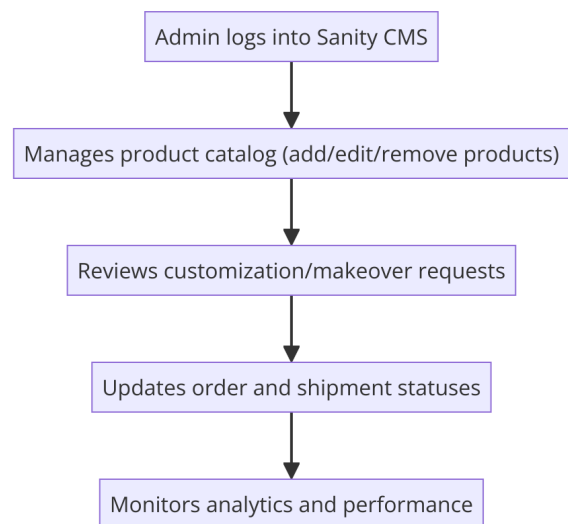 Admin logs into Sanity CMS
Manages product catalog (add/edit/remove products)
Reviews customization/makeover requests
Updates order and shipment statuses
Monitors analytics and performance